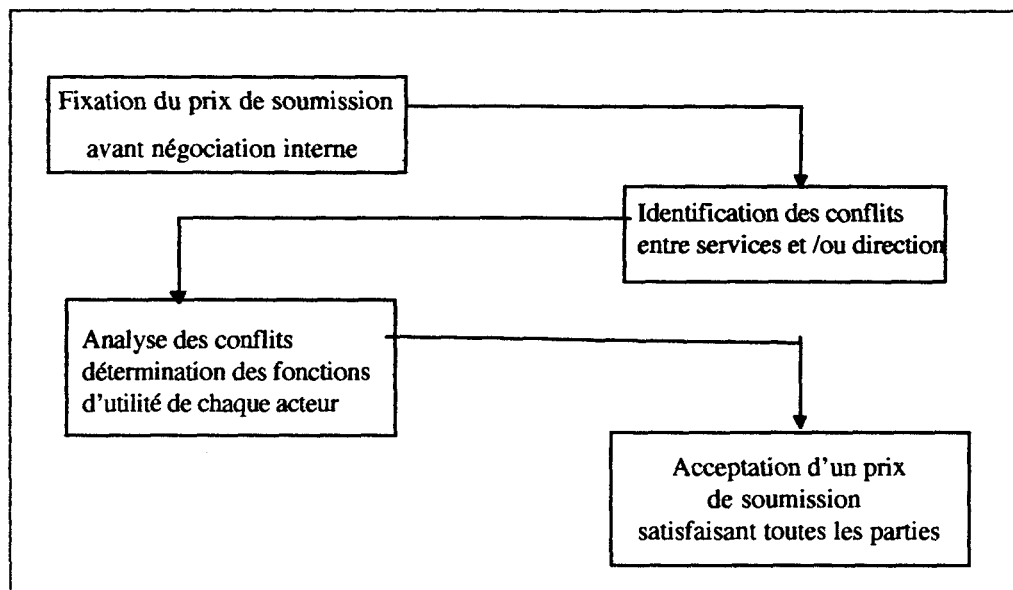 Fixation du prix de soumission
avant négociation interne
Identification des conflits
entre services et /ou direction
Analyse des conflits
détermination des fonctions
d'utilité de chaque acteur
Acceptation d'un prix
de soumission
satisfaisant toutes les parties